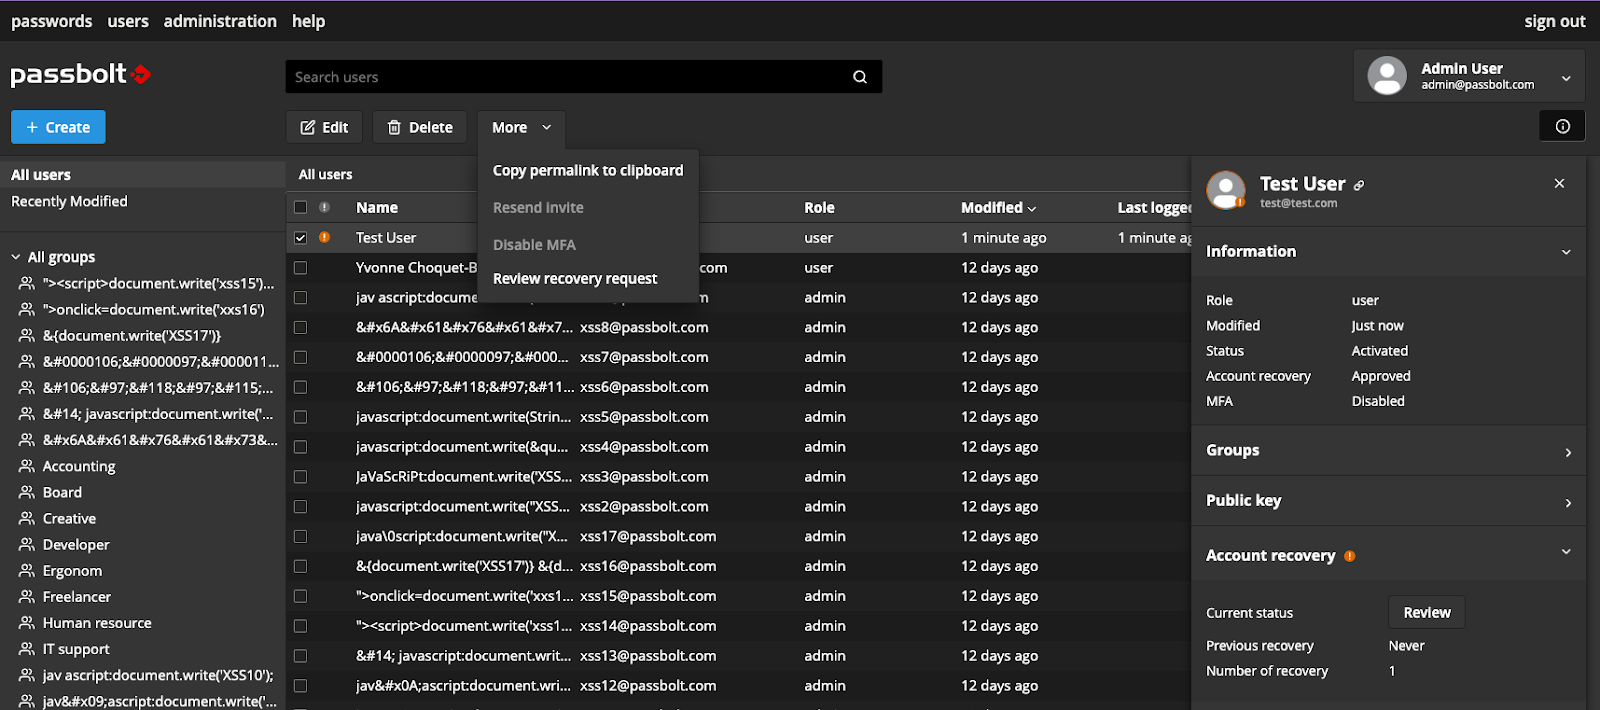 passwords users administration help sign out
passbolt
Search users
Admin User
admin@passbolt.com
+ Create
Edit
Delete
More
All users
Recently Modified
All groups
"><script>document.write('xss15')...
">onclick=document.write('xxs16')
&{document.write('XSS17')}
&#0000106;&#0000097;&#000011...
&#106;&#97;&#118;&#97;&#115;...
&#14; javascript:document.write('...
&#x6A&#x61&#x76&#x61&#x73&...
Accounting
Board
Creative
Developer
Ergonom
Freelancer
Human resource
IT support
jav ascript:document.write('XSS10');
jav&#x09;ascript:document.write('...
Copy permalink to clipboard
Resend invite
Disable MFA
Review recovery request
All users
Name Role Modified Last logge
Test User user 1 minute ago 1 minute ag
Yvonne Choquet-B com user 12 days ago
jav ascript:docume admin 12 days ago
&#x6A&#x61&#x76&#x61&#x7... xss8@passbolt.com admin 12 days ago
&#0000106;&#0000097;&#000... xss7@passbolt.com admin 12 days ago
&#106;&#97;&#118;&#97;&#11... xss6@passbolt.com admin 12 days ago
javascript:document.write(Strin... xss5@passbolt.com admin 12 days ago
javascript:document.write(&qu... xss4@passbolt.com admin 12 days ago
JaVaScRiPt:document.write('XSS... xss3@passbolt.com admin 12 days ago
javascript:document.write("XSS... xss2@passbolt.com admin 12 days ago
java\0script:document.write("X... xss17@passbolt.com admin 12 days ago
&{document.write('XSS17')} &{d... xss16@passbolt.com admin 12 days ago
">onclick=document.write('xxs1... xss15@passbolt.com admin 12 days ago
"><script>document.write('xss1... xss14@passbolt.com admin 12 days ago
&#14; javascript:document.writ... xss13@passbolt.com admin 12 days ago
jav&#x0A;ascript:document.wri... xss12@passbolt.com admin 12 days ago
Test User
test@test.com
Information
Role user
Modified Just now
Status Activated
Account recovery Approved
MFA Disabled
Groups
Public key
Account recovery
Current status Review
Previous recovery Never
Number of recovery 1